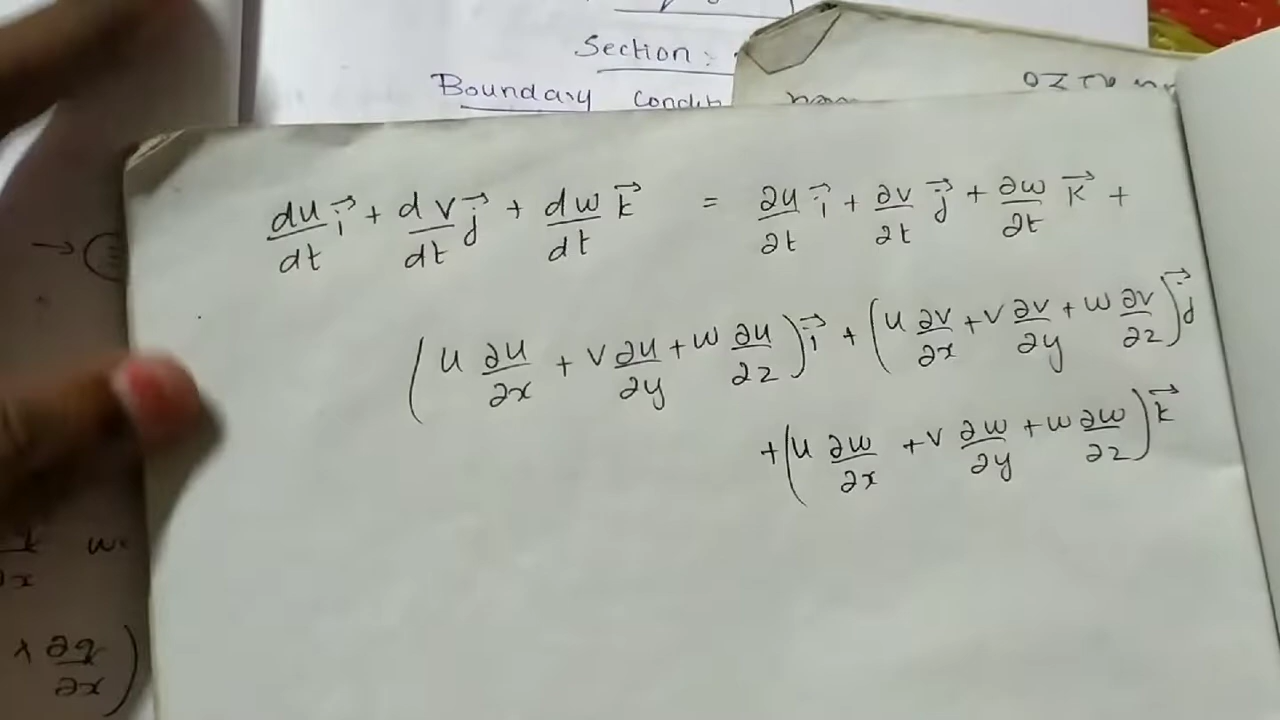 Section :
Boundary
du/dt i⃗ + dv/dt j⃗ + dw/dt k⃗ = ∂u/∂t i⃗ + ∂v/∂t j⃗ + ∂w/∂t k⃗ +
(u ∂u/∂x + v ∂u/∂y + w ∂u/∂z) i⃗ + (u ∂v/∂x + v ∂v/∂y + w ∂v/∂z) j⃗
+ (u ∂w/∂x + v ∂w/∂y + w ∂w/∂z) k⃗
∂q/∂x )